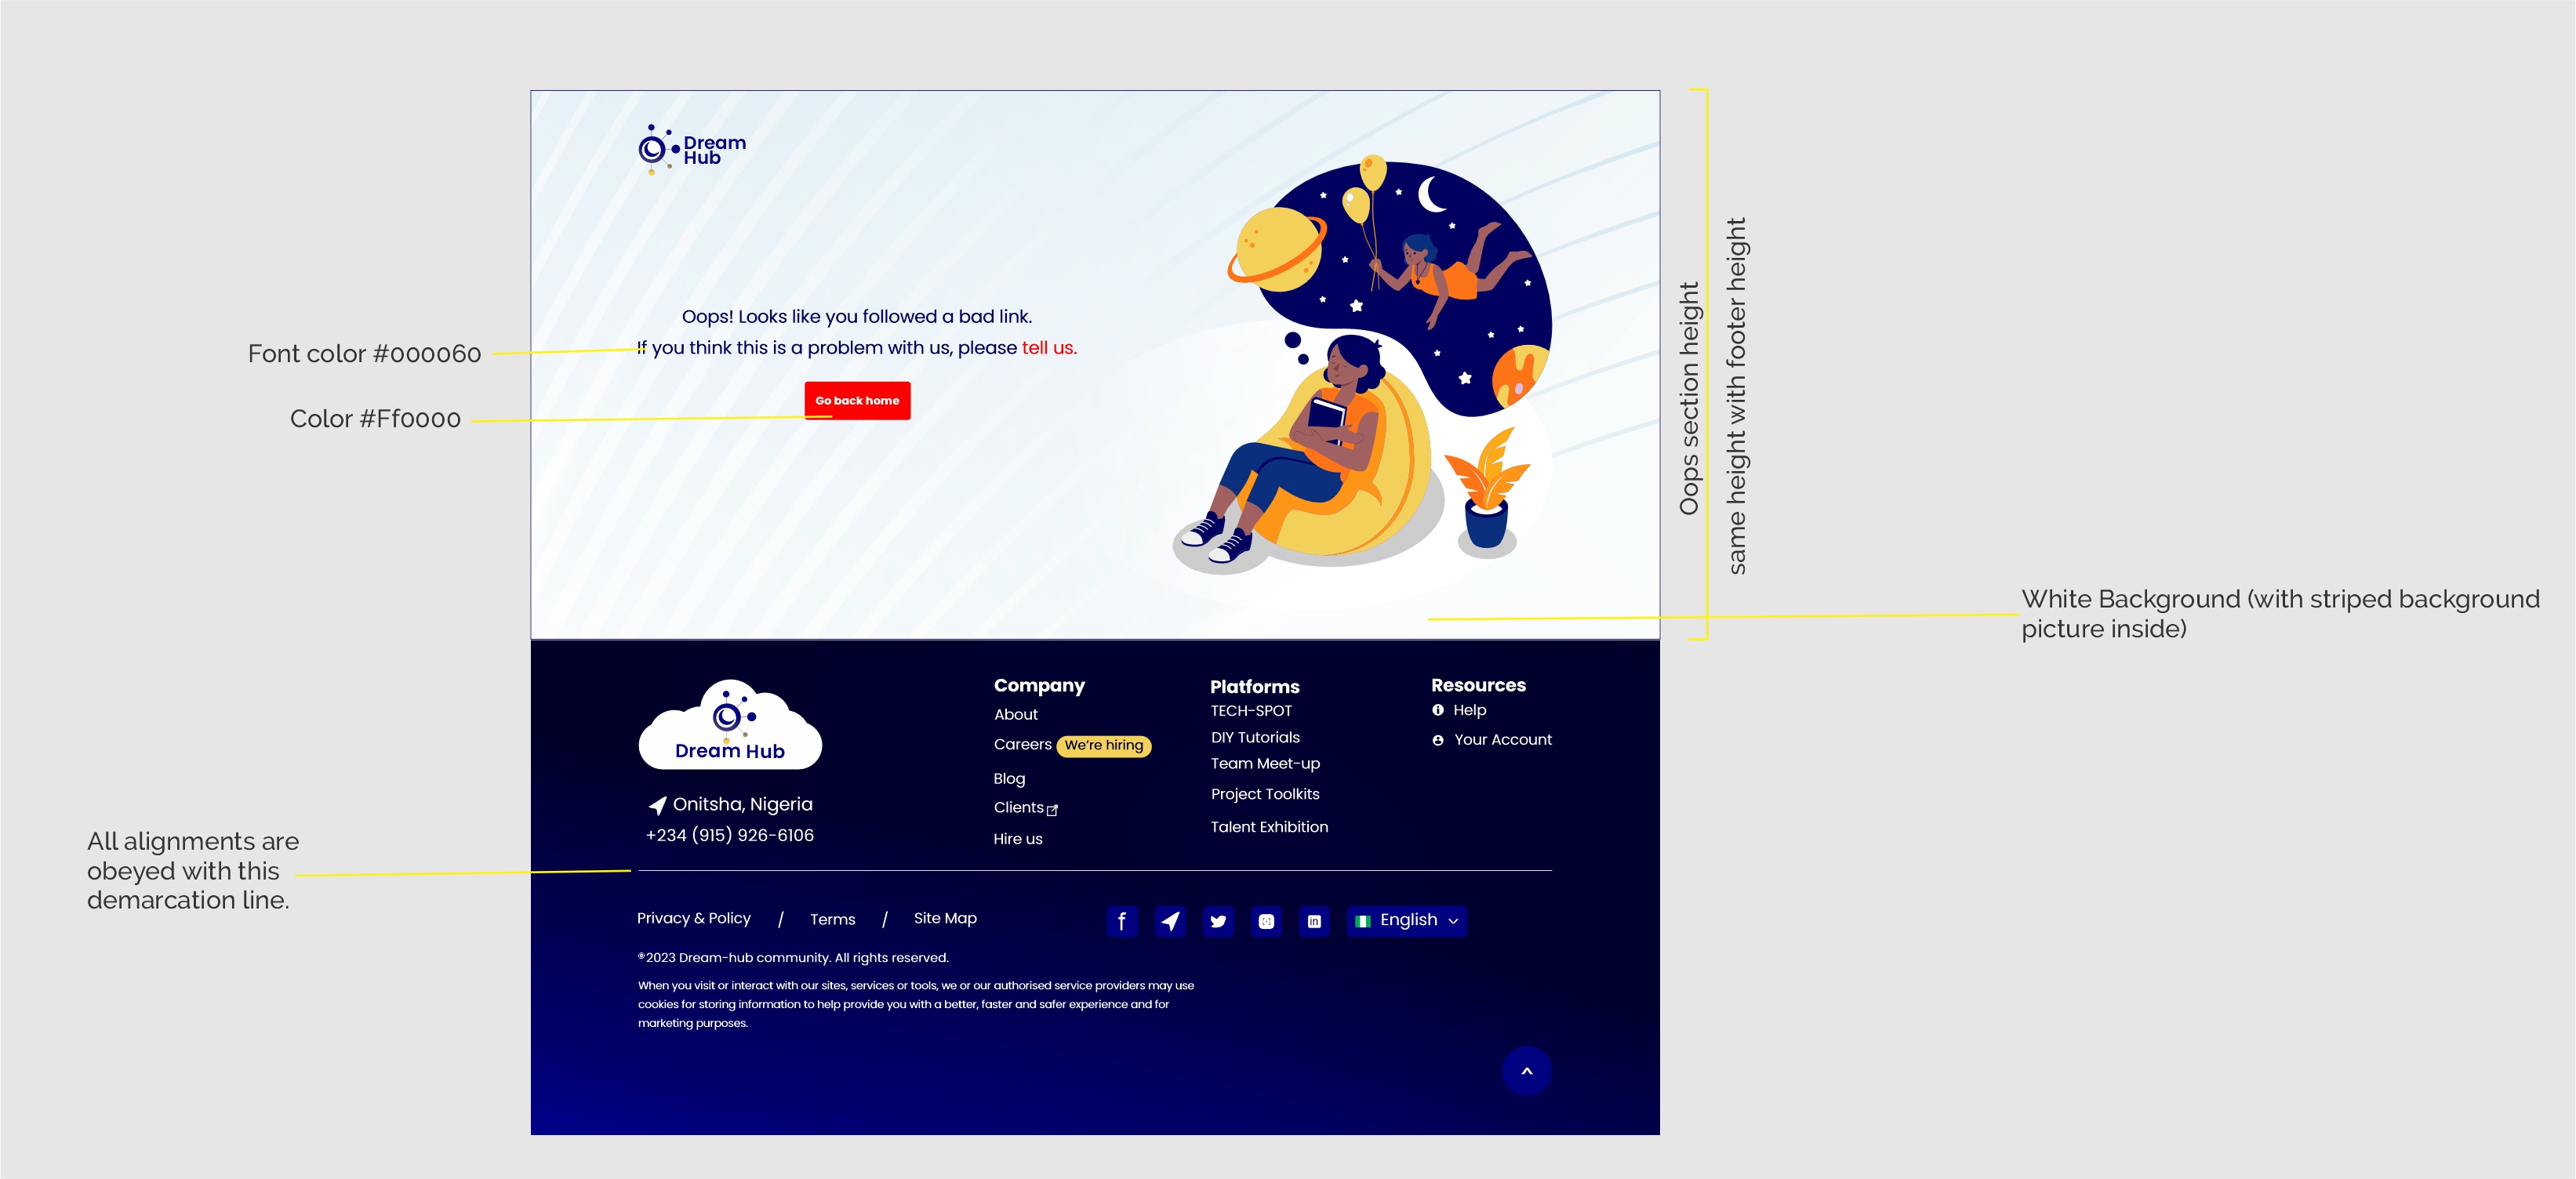 Dream
Hub
Oops! Looks like you followed a bad link.
If you think this is a problem with us, please tell us.
Go back home
Font color #000060
Color #Ff0000
Oops section height
same height with footer height
White Background (with striped background
picture inside)
Dream Hub
Onitsha, Nigeria
+234 (915) 926-6106
Company
About
Careers We're hiring
Blog
Clients
Hire us
Platforms
TECH-SPOT
DIY Tutorials
Team Meet-up
Project Toolkits
Talent Exhibition
Resources
Help
Your Account
All alignments are
obeyed with this
demarcation line.
Privacy & Policy / Terms / Site Map
f
in
English
®2023 Dream-hub community. All rights reserved.
When you visit or interact with our sites, services or tools, we or our authorised service providers may use
cookies for storing information to help provide you with a better, faster and safer experience and for
marketing purposes.